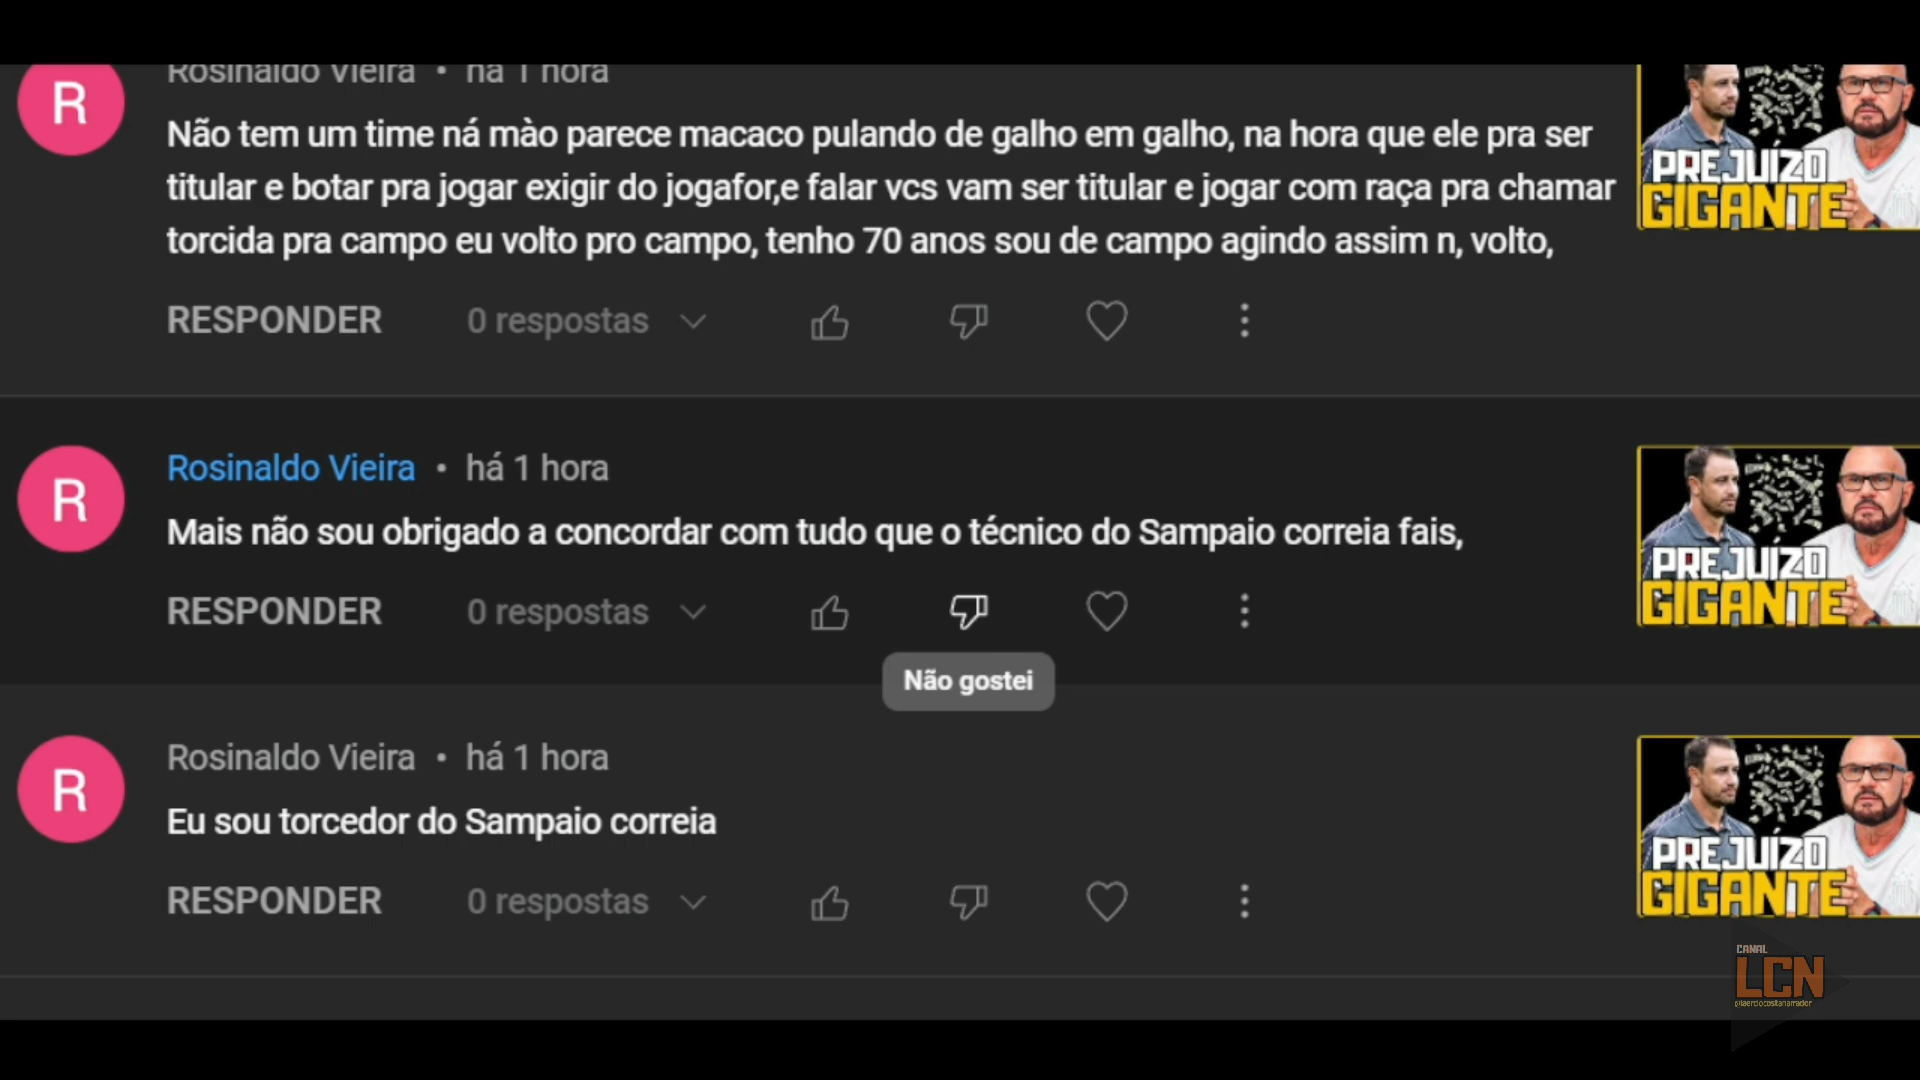 R
Rosinaldo Vieira • há 1 hora
Não tem um time ná mào parece macaco pulando de galho em galho, na hora que ele pra ser
titular e botar pra jogar exigir do jogafor,e falar vcs vam ser titular e jogar com raça pra chamar
torcida pra campo eu volto pro campo, tenho 70 anos sou de campo agindo assim n, volto,
PREJUÍZO
GIGANTE
RESPONDER 0 respostas
R
Rosinaldo Vieira • há 1 hora
Mais não sou obrigado a concordar com tudo que o técnico do Sampaio correia fais,
PREJUÍZO
GIGANTE
RESPONDER 0 respostas
Não gostei
R
Rosinaldo Vieira • há 1 hora
Eu sou torcedor do Sampaio correia
PREJUÍZO
GIGANTE
RESPONDER 0 respostas
CANAL
LCN
@laerciocostanarrador